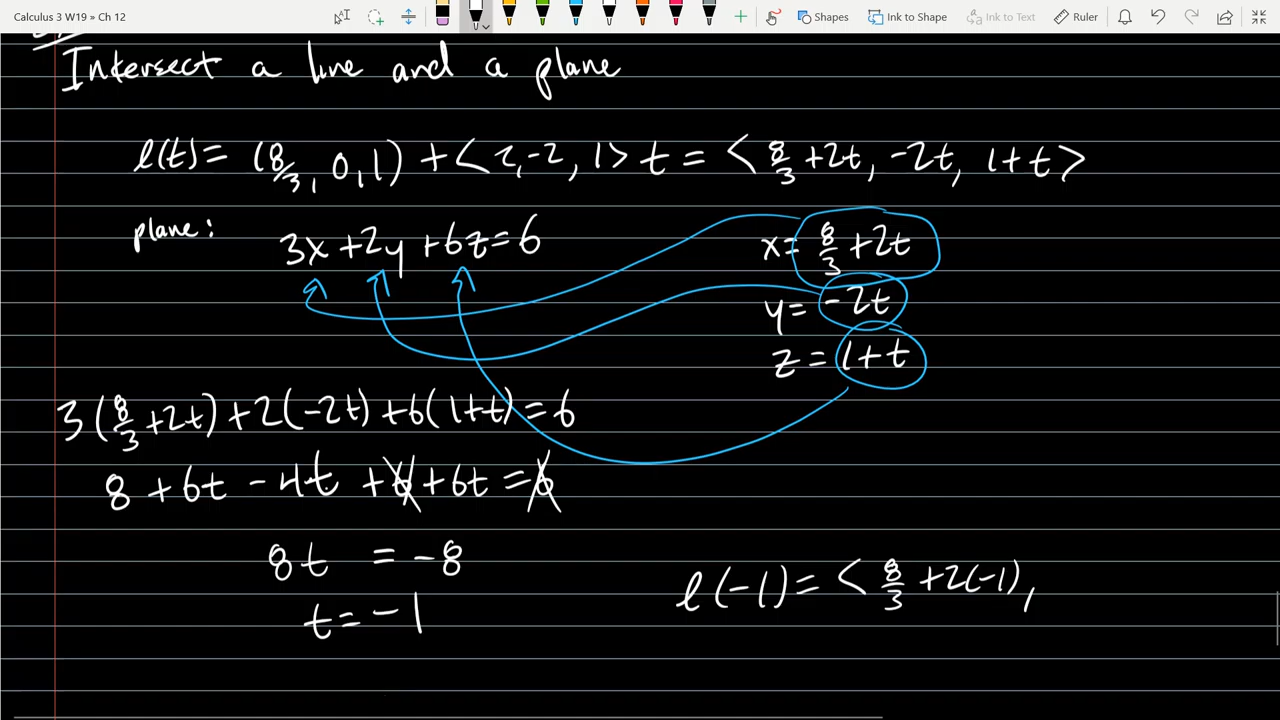 Calculus 3 W19 » Ch 12
Shapes
Ink to Shape
Ink to Text
Ruler
Intersect a line and a plane
l(t) = (8/3, 0, 1) + <2, -2, 1> t = < 8/3 + 2t, -2t, 1 + t >
plane: 3x + 2y + 6z = 6
x = 8/3 + 2t
y = -2t
z = 1 + t
3(8/3 + 2t) + 2(-2t) + 6(1+t) = 6
8 + 6t - 4t + 6 + 6t = 6
8t = -8
t = -1
l(-1) = < 8/3 + 2(-1),